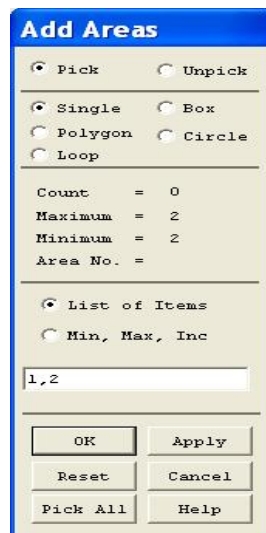 Add Areas
Pick Unpick
Single Box
Polygon Circle
Loop
Count = 0
Maximum = 2
Minimum = 2
Area No. =
List of Items
Min, Max, Inc
1,2
OK Apply
Reset Cancel
Pick All Help